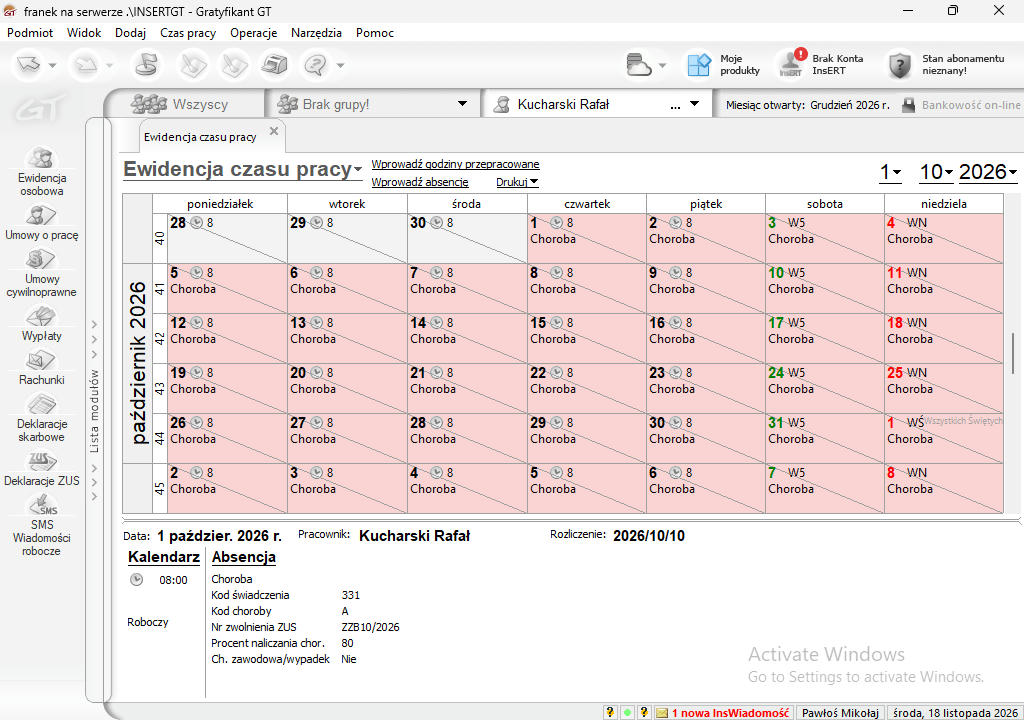 franek na serwerze .\INSERTGT - Gratyfikant GT
Podmiot Widok Dodaj Czas pracy Operacje Narzędzia Pomoc
Moje produkty
Brak Konta InsERT
Stan abonamentu nieznany!
GT
Wszyscy
Brak grupy!
Kucharski Rafał ...
Miesiąc otwarty: Grudzień 2026 r.
Bankowość on-line
Ewidencja czasu pracy
Ewidencja osobowa
Umowy o pracę
Umowy cywilnoprawne
Wypłaty
Rachunki
Deklaracje skarbowe
Deklaracje ZUS
SMS Wiadomości robocze
Lista modułów
Ewidencja czasu pracy
Wprowadź godziny przepracowane
Wprowadź absencję Drukuj
1 10 2026
październik 2026
poniedziałek wtorek środa czwartek piątek sobota niedziela
40
28 8 29 8 30 8 1 8 2 8 3 W5 4 WN
Choroba Choroba Choroba Choroba
41
5 8 6 8 7 8 8 8 9 8 10 W5 11 WN
Choroba Choroba Choroba Choroba Choroba Choroba Choroba
42
12 8 13 8 14 8 15 8 16 8 17 W5 18 WN
Choroba Choroba Choroba Choroba Choroba Choroba Choroba
43
19 8 20 8 21 8 22 8 23 8 24 W5 25 WN
Choroba Choroba Choroba Choroba Choroba Choroba Choroba
44
26 8 27 8 28 8 29 8 30 8 31 W5 1 WŚ Wszystkich Świętych
Choroba Choroba Choroba Choroba Choroba Choroba Choroba
45
2 8 3 8 4 8 5 8 6 8 7 W5 8 WN
Choroba Choroba Choroba Choroba Choroba Choroba Choroba
Data: 1 paździer. 2026 r. Pracownik: Kucharski Rafał Rozliczenie: 2026/10/10
Kalendarz Absencja
08:00
Roboczy
Choroba
Kod świadczenia 331
Kod choroby A
Nr zwolnienia ZUS ZZB10/2026
Procent naliczania chor. 80
Ch. zawodowa/wypadek Nie
Activate Windows
Go to Settings to activate Windows.
? ? 1 nowa InsWiadomość Pawłoś Mikołaj środa, 18 listopada 2026